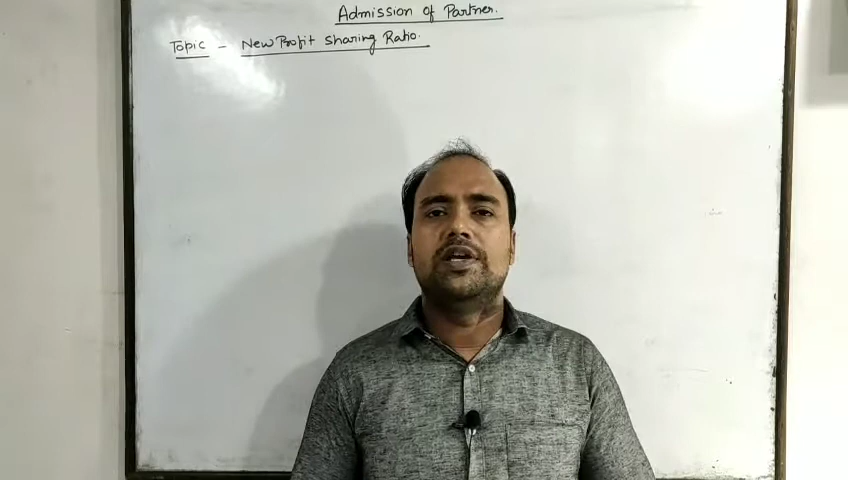 Admission of Partner.
Topic - New Profit Sharing Ratio.